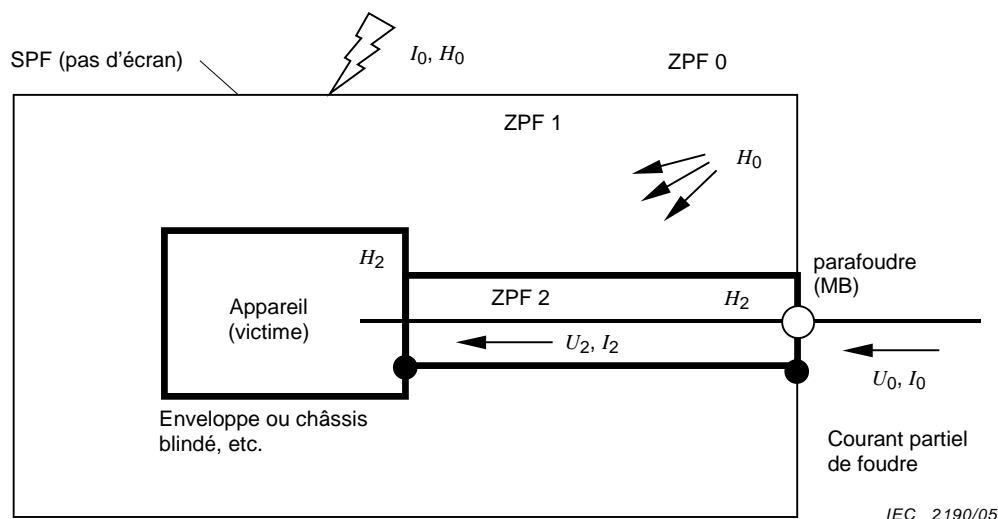 SPF (pas d'écran)
I0, H0
ZPF 0
ZPF 1
H0
H2
parafoudre
(MB)
ZPF 2
H2
Appareil
(victime)
U2, I2
U0, I0
Enveloppe ou châssis
blindé, etc.
Courant partiel
de foudre
IEC 2190/05